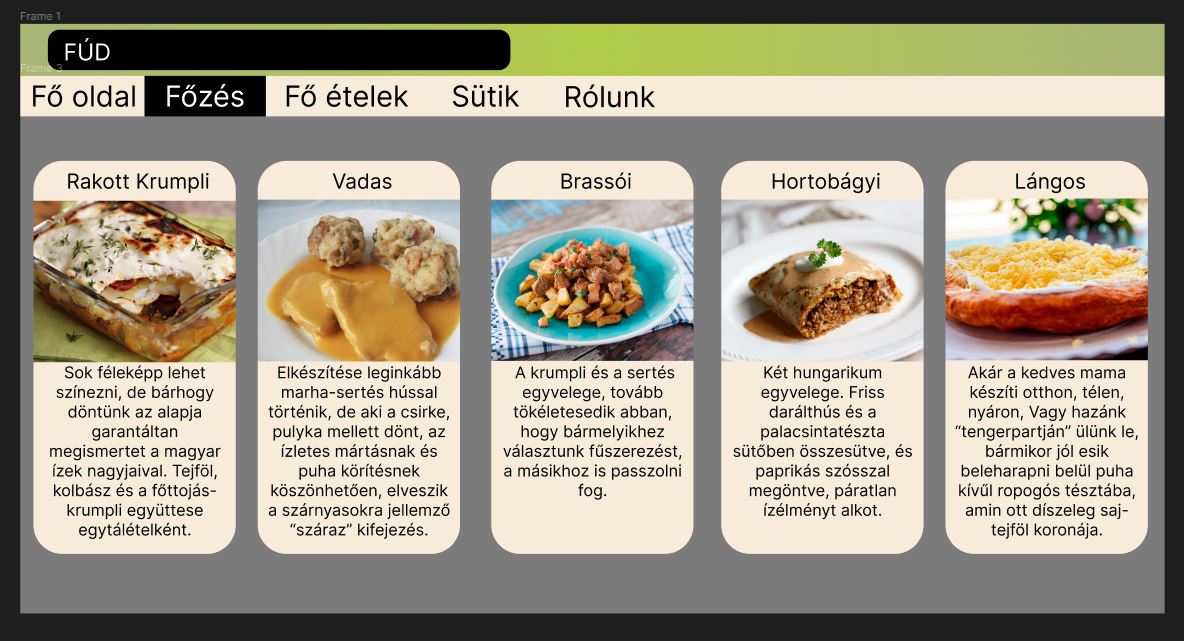 Frame 1
FÚD
Frame 3
Fő oldal Főzés Fő ételek Sütik Rólunk
Rakott Krumpli
Sok féleképp lehet
színezni, de bárhogy
döntünk az alapja
garantáltan
megismertet a magyar
ízek nagyjaival. Tejföl,
kolbász és a főttojás-
krumpli együttese
egytálételként.
Vadas
Elkészítése leginkább
marha-sertés hússal
történik, de aki a csirke,
pulyka mellett dönt, az
ízletes mártásnak és
puha körítésnek
köszönhetően, elveszik
a szárnyasokra jellemző
“száraz” kifejezés.
Brassói
A krumpli és a sertés
egyvelege, tovább
tökéletesedik abban,
hogy bármelyikhez
választunk fűszerezést,
a másikhoz is passzolni
fog.
Hortobágyi
Két hungarikum
egyvelege. Friss
darálthús és a
palacsintatészta
sütőben összesütve, és
paprikás szósszal
megöntve, páratlan
ízélményt alkot.
Lángos
Akár a kedves mama
készíti otthon, télen,
nyáron, Vagy hazánk
“tengerpartján” ülünk le,
bármikor jól esik
beleharapni belül puha
kívűl ropogós tésztába,
amin ott díszeleg saj-
tejföl koronája.